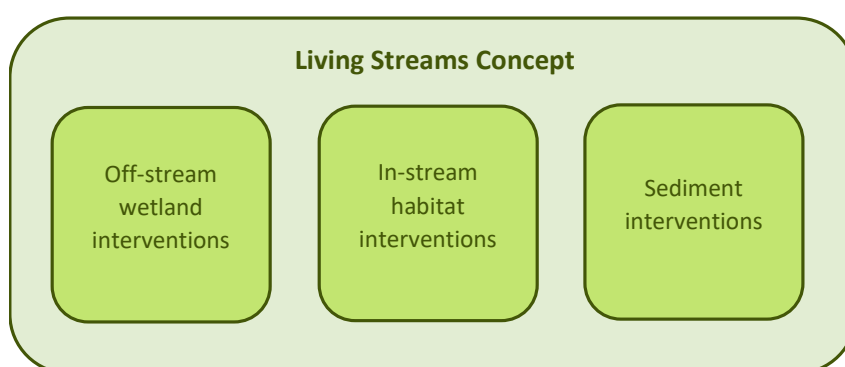 Living Streams Concept
Off-stream
wetland
interventions
In-stream
habitat
interventions
Sediment
interventions